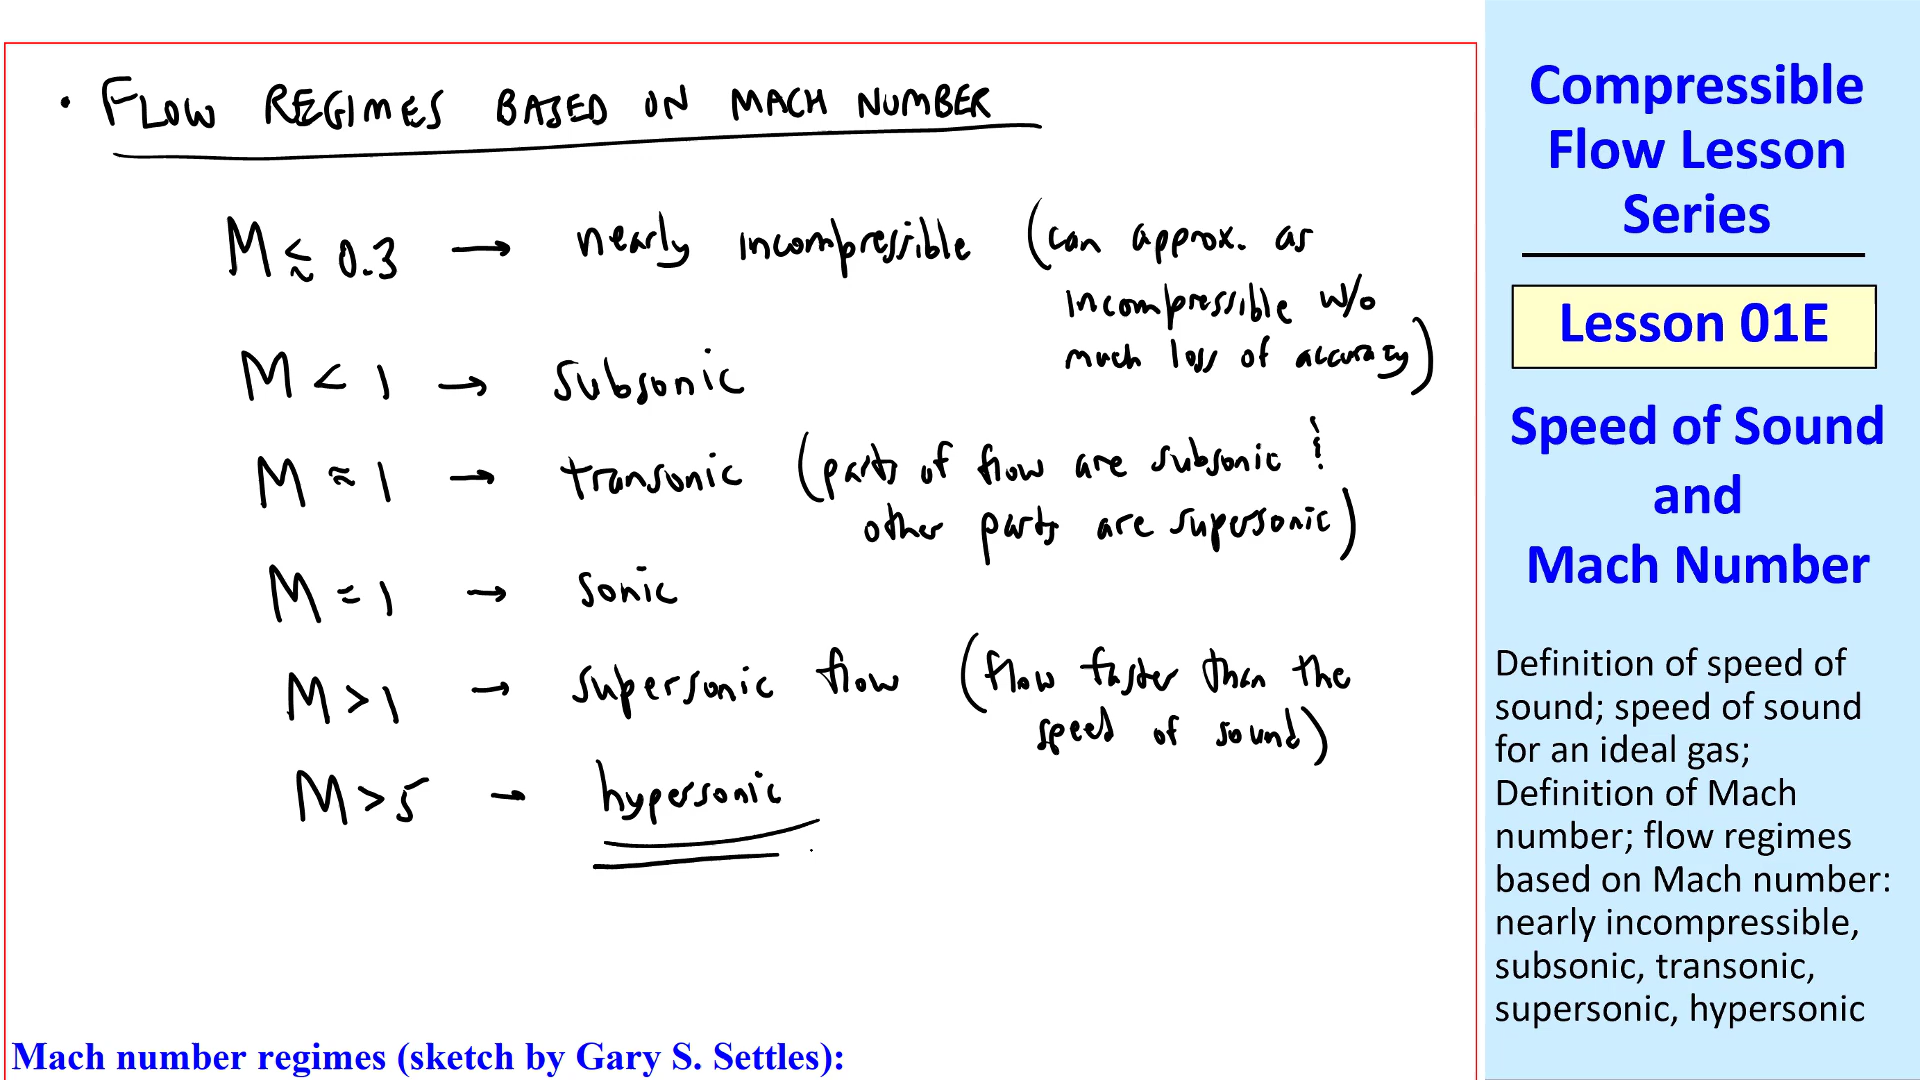 • FLOW REGIMES BASED ON MACH NUMBER
M ≲ 0.3 → nearly incompressible (can approx. as
incompressible w/o
much loss of accuracy)
M < 1 → subsonic
M ≈ 1 → transonic (parts of flow are subsonic &
other parts are supersonic)
M = 1 → sonic
M > 1 → supersonic flow (flow faster than the
speed of sound)
M > 5 → hypersonic
Mach number regimes (sketch by Gary S. Settles):
Compressible
Flow Lesson
Series
Lesson 01E
Speed of Sound
and
Mach Number
Definition of speed of
sound; speed of sound
for an ideal gas;
Definition of Mach
number; flow regimes
based on Mach number:
nearly incompressible,
subsonic, transonic,
supersonic, hypersonic